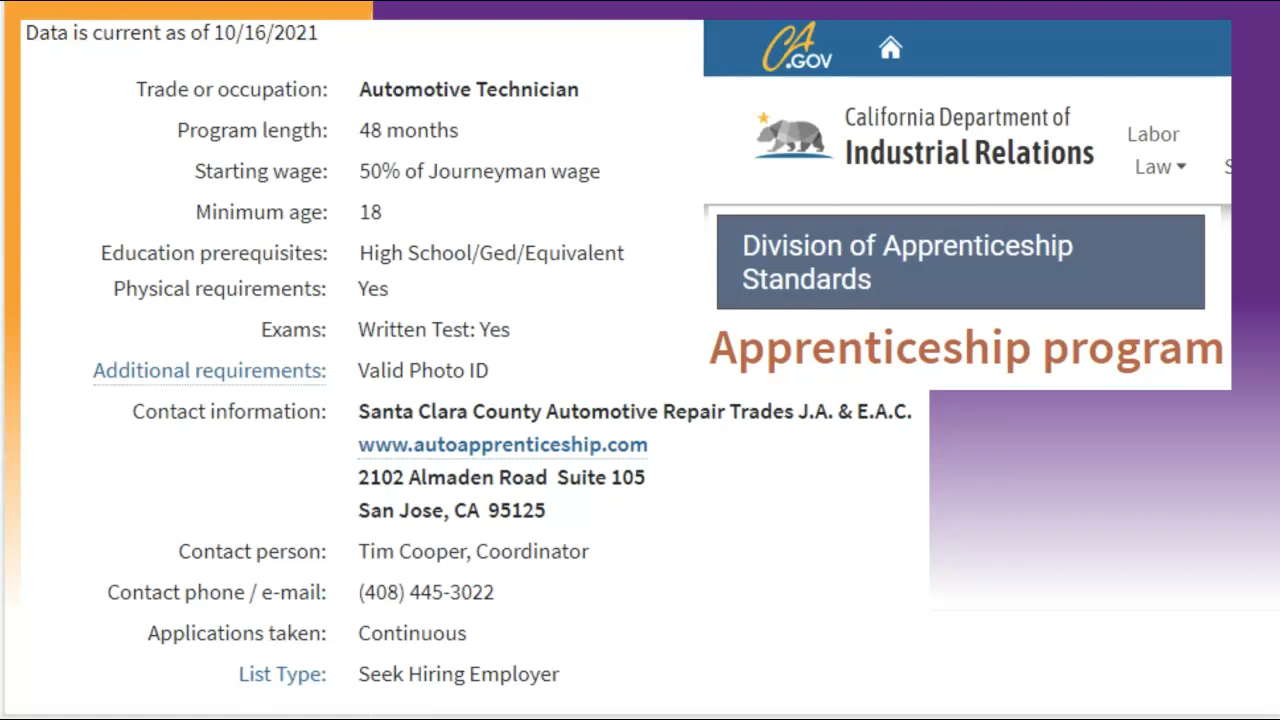 Data is current as of 10/16/2021
Trade or occupation: Automotive Technician
Program length: 48 months
Starting wage: 50% of Journeyman wage
Minimum age: 18
Education prerequisites: High School/Ged/Equivalent
Physical requirements: Yes
Exams: Written Test: Yes
Additional requirements: Valid Photo ID
Contact information: Santa Clara County Automotive Repair Trades J.A. & E.A.C.
www.autoapprenticeship.com
2102 Almaden Road Suite 105
San Jose, CA 95125
Contact person: Tim Cooper, Coordinator
Contact phone / e-mail: (408) 445-3022
Applications taken: Continuous
List Type: Seek Hiring Employer
CA.GOV
California Department of
Industrial Relations
Labor
Law
Division of Apprenticeship
Standards
Apprenticeship program